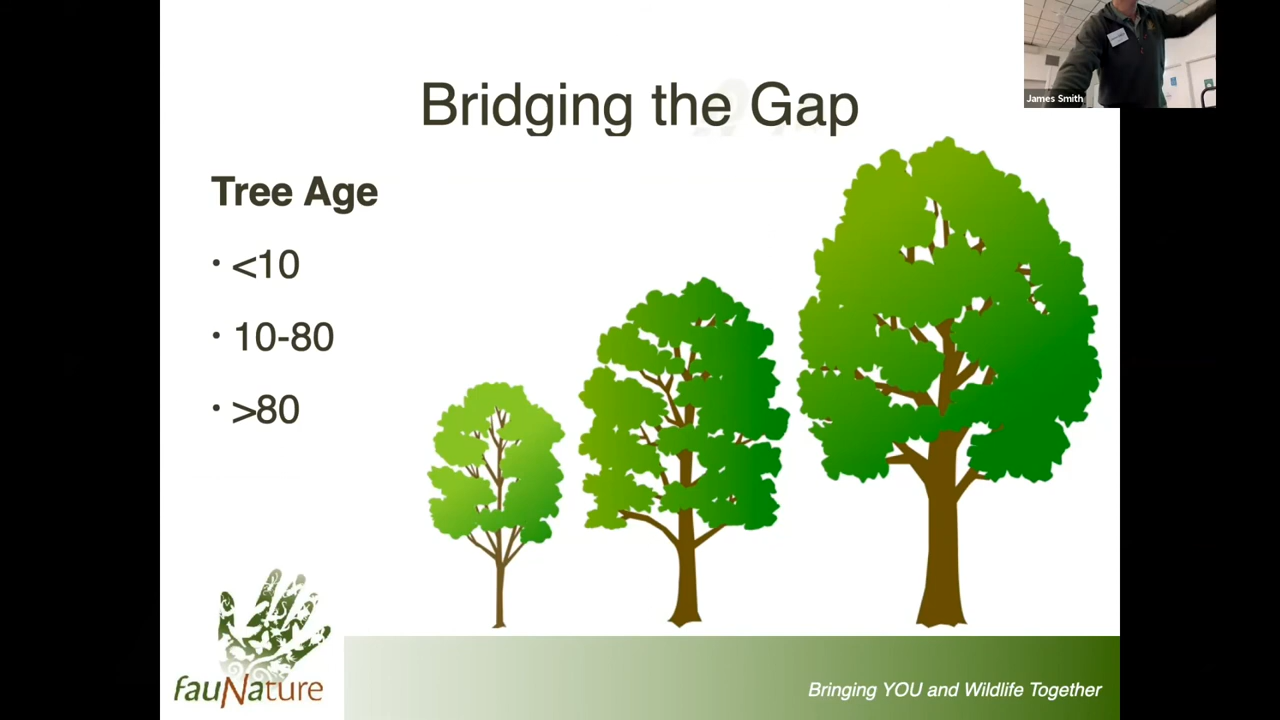 Bridging the Gap
James Smith
Tree Age
· <10
· 10-80
· >80
fauNature
Bringing YOU and Wildlife Together